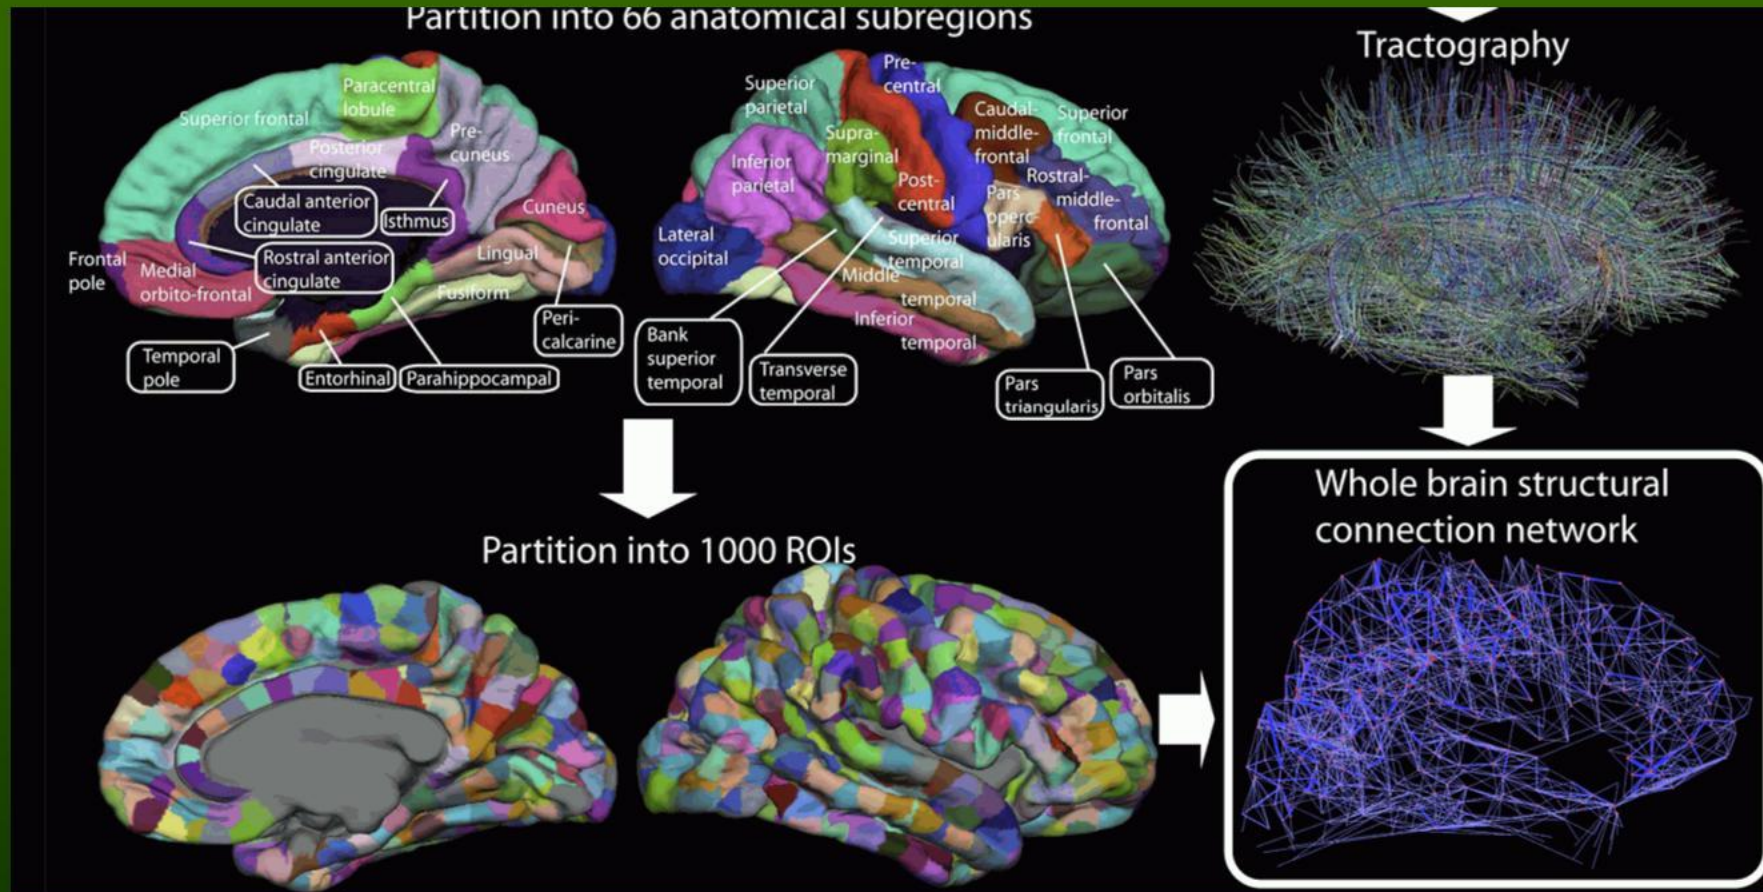 Partition into 66 anatomical subregions
Tractography
Superior frontal
Paracentral
lobule
Pre-
cuneus
Posterior
cingulate
Caudal anterior
cingulate
Isthmus
Cuneus
Frontal
pole
Medial
orbito-frontal
Rostral anterior
cingulate
Lingual
Fusiform
Peri-
calcarine
Temporal
pole
Entorhinal
Parahippocampal
Superior
parietal
Pre-
central
Caudal-
middle-
frontal
Superior
frontal
Supra-
marginal
Inferior
parietal
Post-
central
Pars
operc-
ularis
Rostral-
middle-
frontal
Lateral
occipital
Superior
temporal
Middle
temporal
Inferior
temporal
Bank
superior
temporal
Transverse
temporal
Pars
triangularis
Pars
orbitalis
Whole brain structural
connection network
Partition into 1000 ROIs